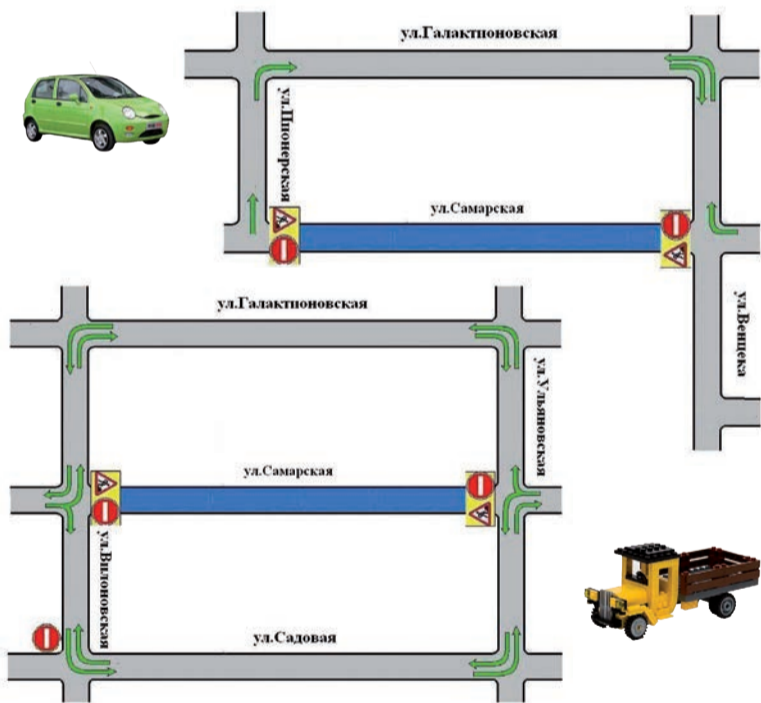 ул.Галактионовская
ул.Пионерская
ул.Самарская
ул.Венцека
ул.Галактионовская
ул.Ульяновская
ул.Самарская
ул.Вилоновская
ул.Садовая